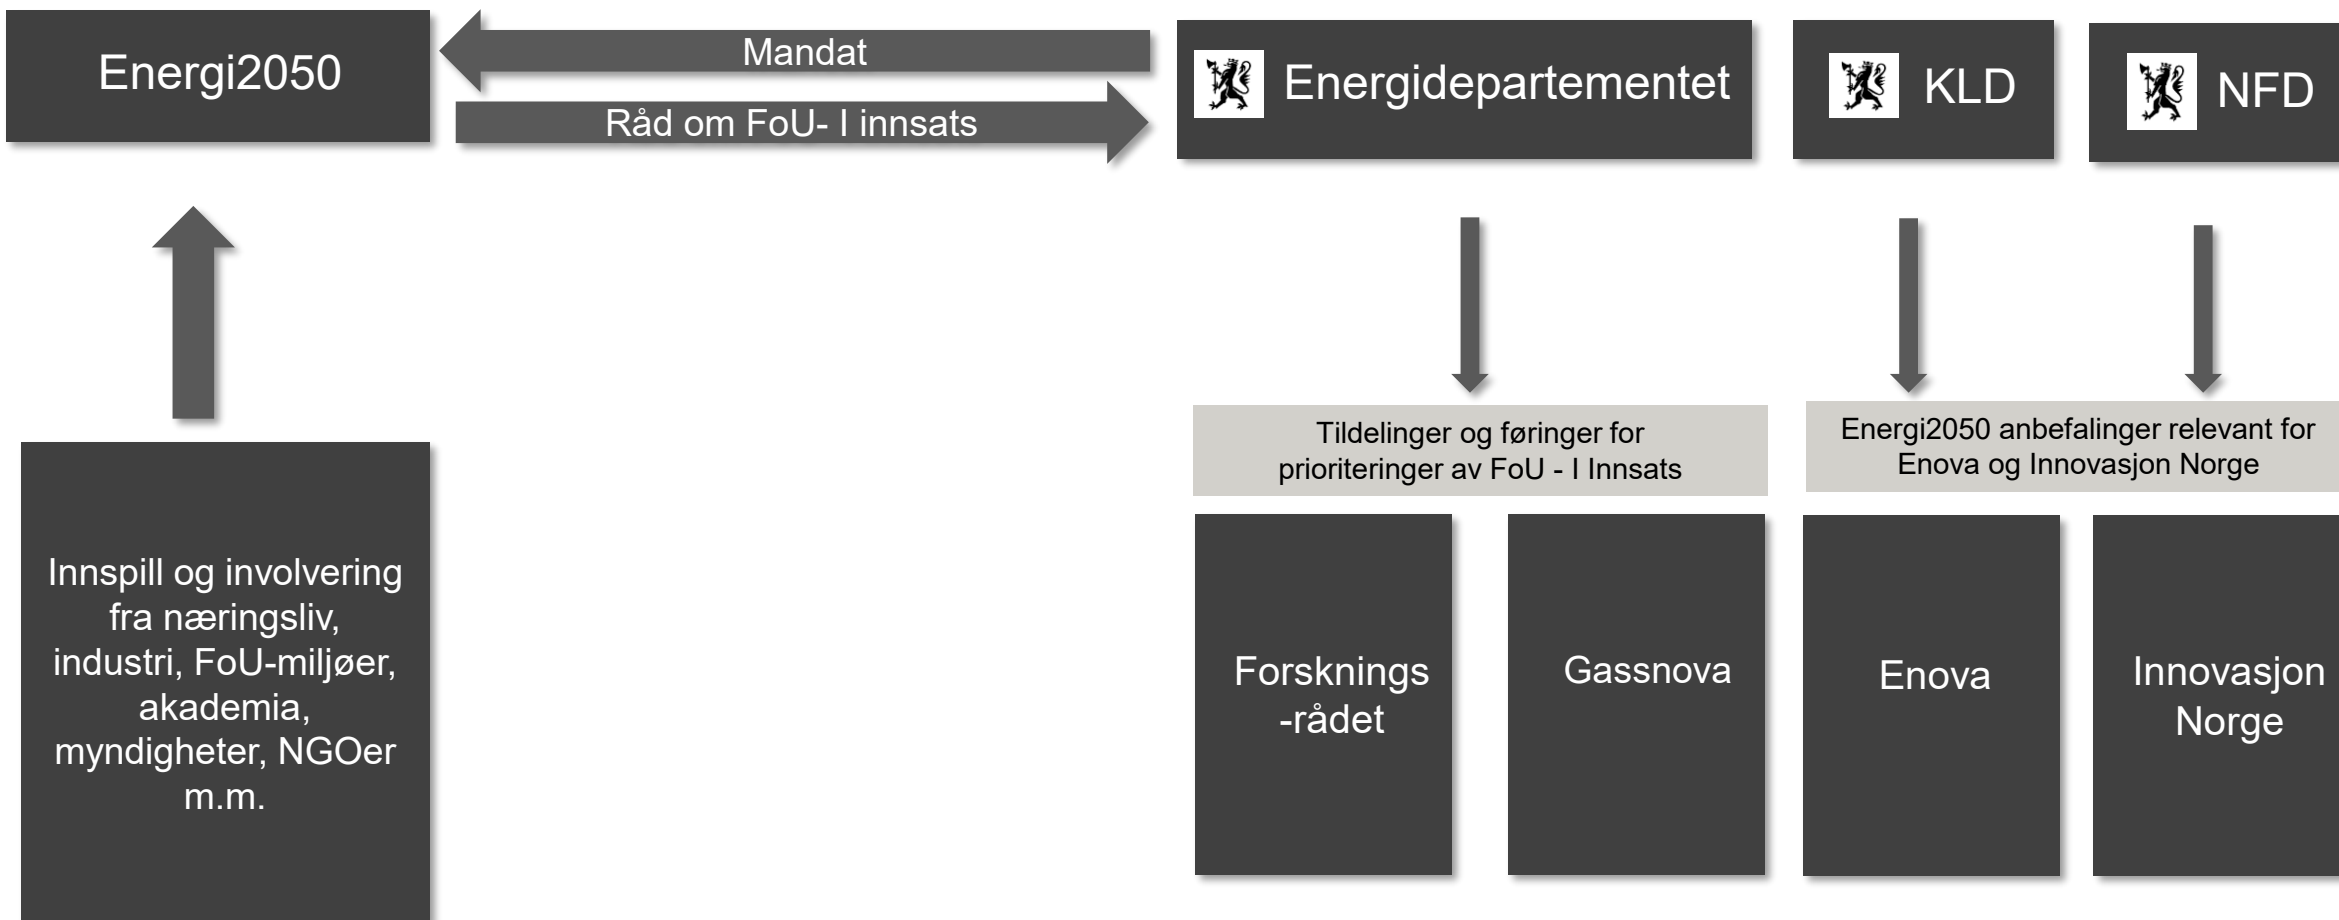 Energi2050
Mandat
Råd om FoU- I innsats
Energidepartementet
KLD
NFD
Tildelinger og føringer for
prioriteringer av FoU - I Innsats
Energi2050 anbefalinger relevant for
Enova og Innovasjon Norge
Innspill og involvering
fra næringsliv,
industri, FoU-miljøer,
akademia,
myndigheter, NGOer
m.m.
Forsknings
-rådet
Gassnova
Enova
Innovasjon
Norge